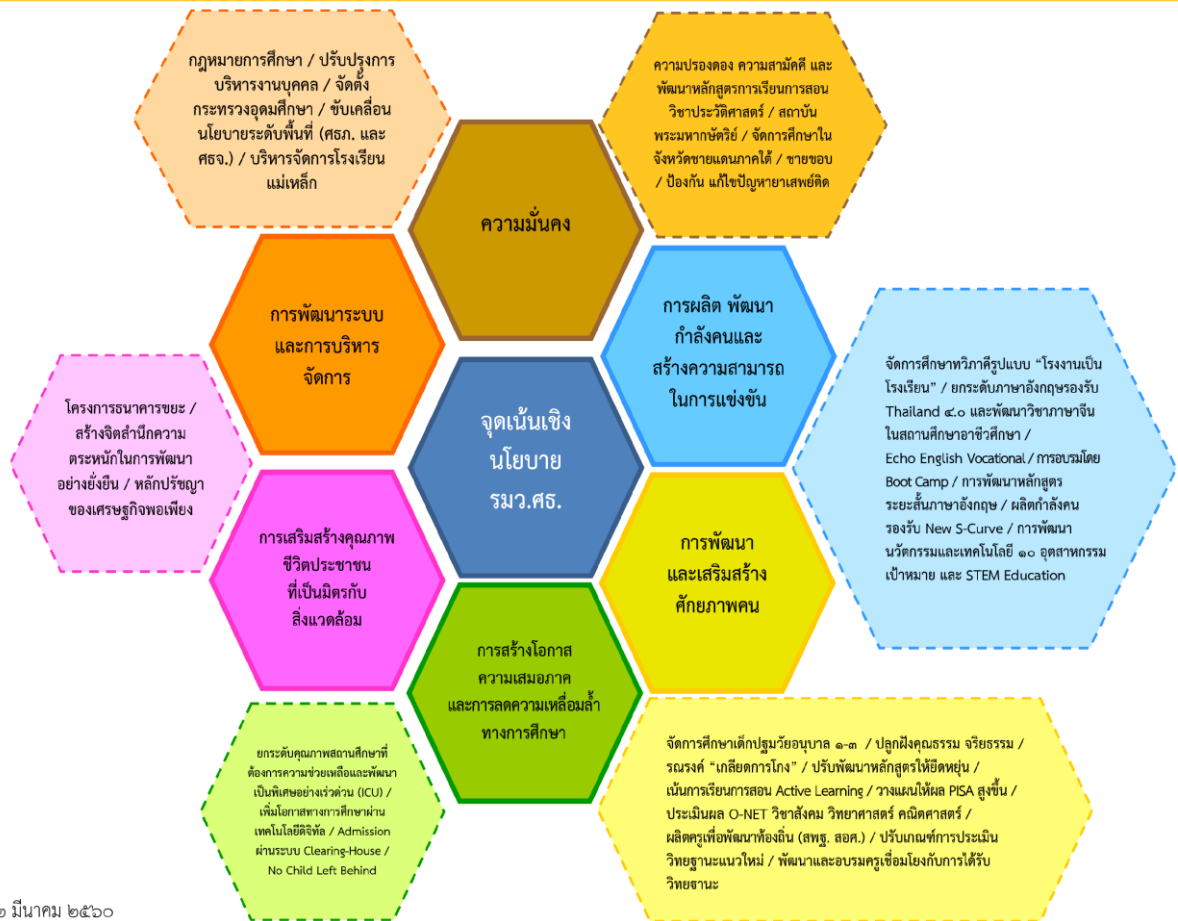 กฎหมายการศึกษา / ปรับปรุงการ
บริหารงานบุคคล / จัดตั้ง
กระทรวงอุดมศึกษา / ขับเคลื่อน
นโยบายระดับพื้นที่ (ศธภ. และ
ศธจ.) / บริหารจัดการโรงเรียน
แม่เหล็ก
ความปรองดอง ความสามัคคี และ
พัฒนาหลักสูตรการเรียนการสอน
วิชาประวัติศาสตร์ / สถาบัน
พระมหากษัตริย์ / จัดการศึกษาใน
จังหวัดชายแดนภาคใต้ / ชายขอบ
/ ป้องกัน แก้ไขปัญหายาเสพย์ติด
ความมั่นคง
การพัฒนาระบบ
และการบริหาร
จัดการ
การผลิต พัฒนา
กำลังคนและ
สร้างความสามารถ
ในการแข่งขัน
จัดการศึกษาทวิภาคีรูปแบบ “โรงงานเป็น
โรงเรียน” / ยกระดับภาษาอังกฤษรองรับ
Thailand ๔.๐ และพัฒนาวิชาภาษาจีน
ในสถานศึกษาอาชีวศึกษา /
Echo English Vocational / การอบรมโดย
Boot Camp / การพัฒนาหลักสูตร
ระยะสั้นภาษาอังกฤษ / ผลิตกำลังคน
รองรับ New S-Curve / การพัฒนา
นวัตกรรมและเทคโนโลยี ๑๐ อุตสาหกรรม
เป้าหมาย และ STEM Education
โครงการธนาคารขยะ /
สร้างจิตสำนึกความ
ตระหนักในการพัฒนา
อย่างยั่งยืน / หลักปรัชญา
ของเศรษฐกิจพอเพียง
จุดเน้นเชิง
นโยบาย
รมว.ศธ.
การเสริมสร้างคุณภาพ
ชีวิตประชาชน
ที่เป็นมิตรกับ
สิ่งแวดล้อม
การพัฒนา
และเสริมสร้าง
ศักยภาพคน
การสร้างโอกาส
ความเสมอภาค
และการลดความเหลื่อมล้ำ
ทางการศึกษา
ยกระดับคุณภาพสถานศึกษาที่
ต้องการความช่วยเหลือและพัฒนา
เป็นพิเศษอย่างเร่งด่วน (ICU) /
เพิ่มโอกาสทางการศึกษาผ่าน
เทคโนโลยีดิจิทัล / Admission
ผ่านระบบ Clearing-House /
No Child Left Behind
จัดการศึกษาเด็กปฐมวัยอนุบาล ๑-๓ / ปลูกฝังคุณธรรม จริยธรรม /
รณรงค์ “เกลียดการโกง” / ปรับพัฒนาหลักสูตรให้ยืดหยุ่น /
เน้นการเรียนการสอน Active Learning / วางแผนให้ผล PISA สูงขึ้น /
ประเมินผล O-NET วิชาสังคม วิทยาศาสตร์ คณิตศาสตร์ /
ผลิตครูเพื่อพัฒนาท้องถิ่น (สพฐ. สอศ.) / ปรับเกณฑ์การประเมิน
วิทยฐานะแนวใหม่ / พัฒนาและอบรมครูเชื่อมโยงกับการได้รับ
วิทยฐานะ
๒ มีนาคม ๒๕๖๐